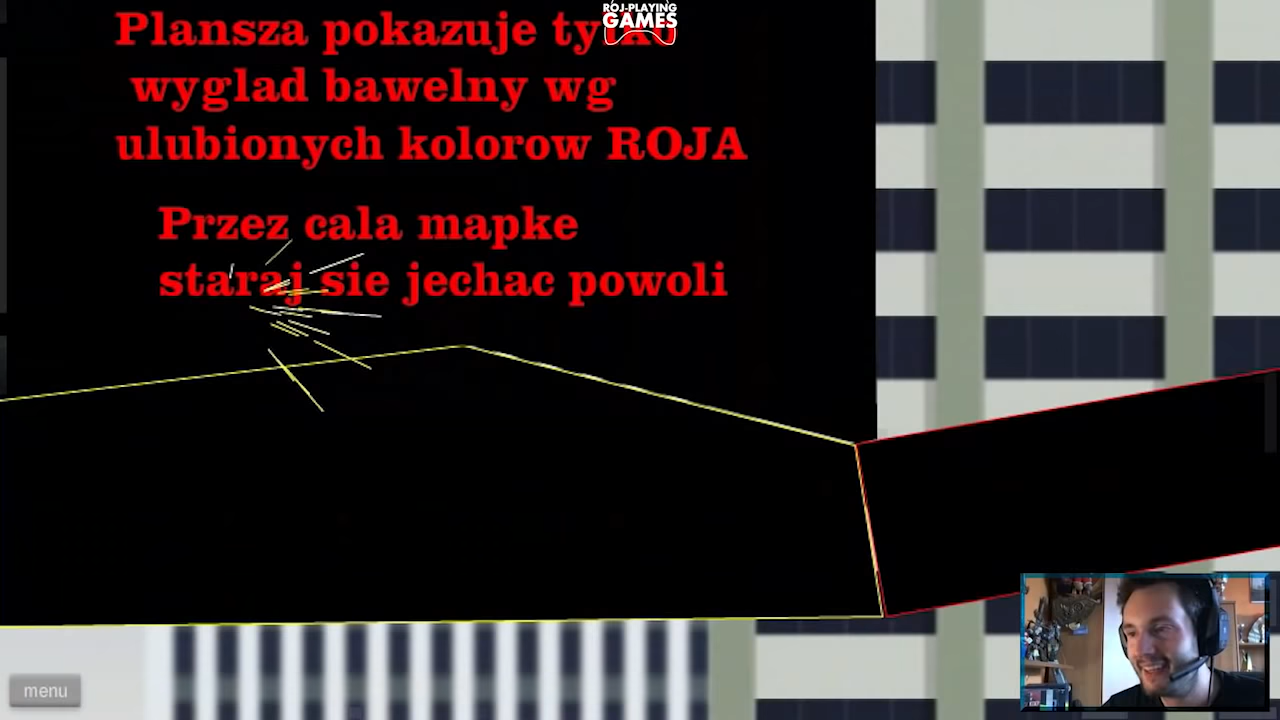 RÓJ-PLAYING
GAMES
Plansza pokazuje tylko
wyglad bawelny wg
ulubionych kolorow ROJA
Przez cala mapke
staraj sie jechac powoli
menu